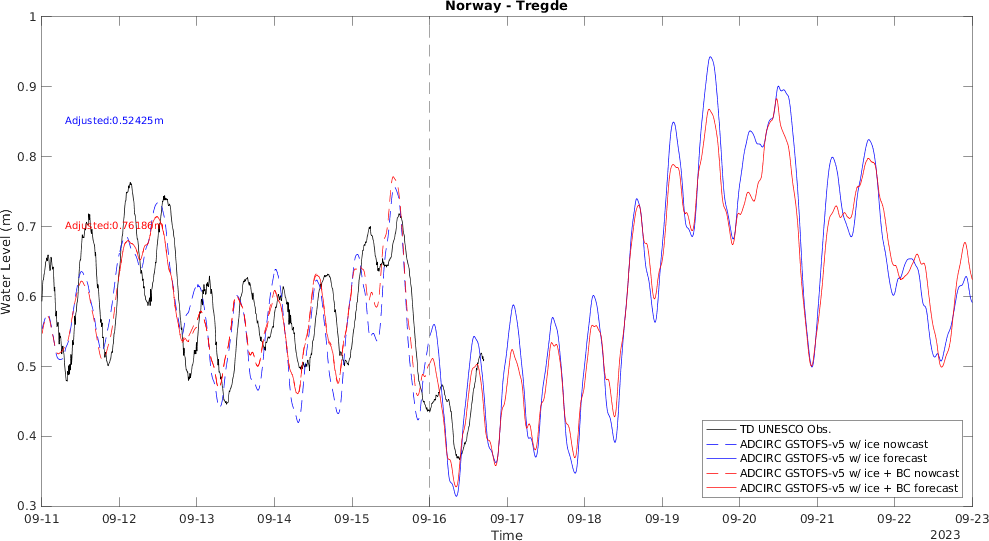 Norway - Tregde
1
0.9
Adjusted:0.52425m
0.8
0.7
Adjusted:0.76186m
Water Level (m)
0.6
0.5
0.4
0.3
TD UNESCO Obs.
ADCIRC GSTOFS-v5 w/ ice nowcast
ADCIRC GSTOFS-v5 w/ ice forecast
ADCIRC GSTOFS-v5 w/ ice + BC nowcast
ADCIRC GSTOFS-v5 w/ ice + BC forecast
09-11 09-12 09-13 09-14 09-15 09-16 09-17 09-18 09-19 09-20 09-21 09-22 09-23
Time
2023